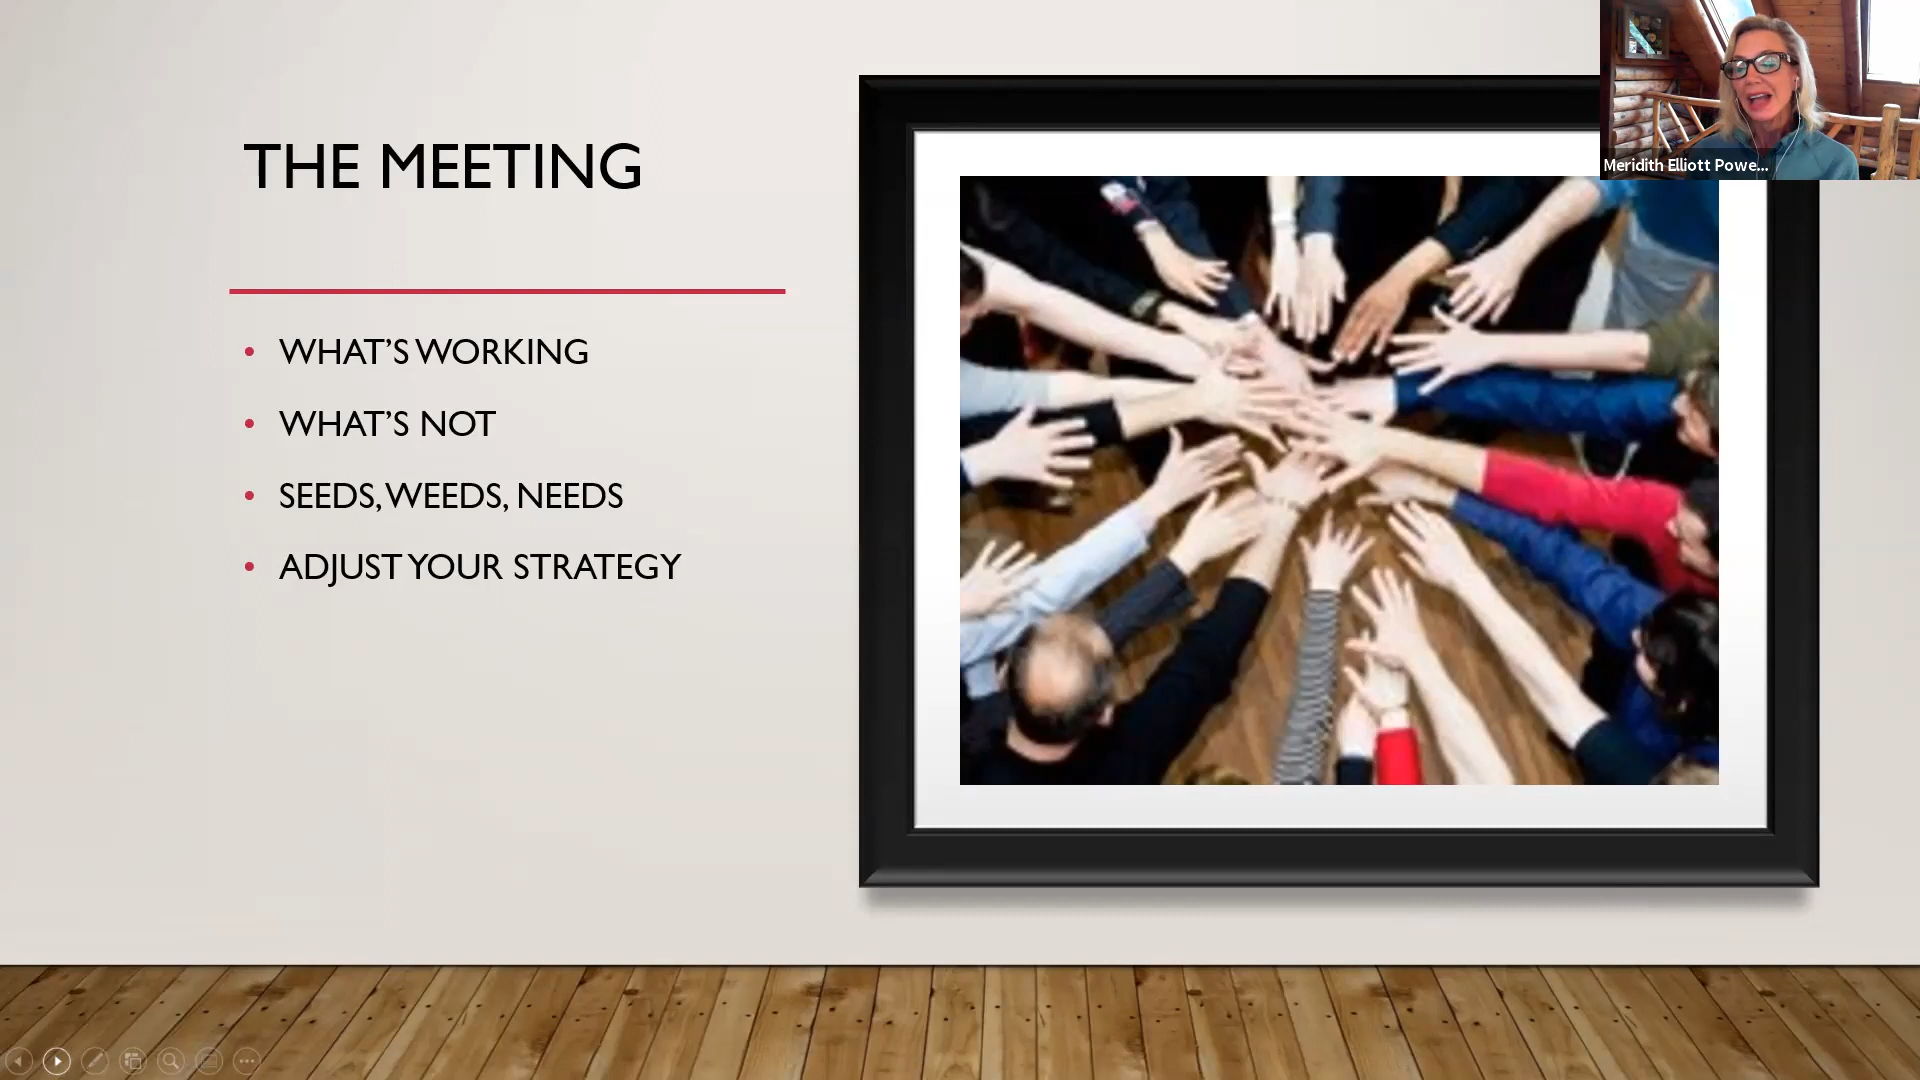 THE MEETING
WHAT’S WORKING
WHAT’S NOT
SEEDS, WEEDS, NEEDS
ADJUST YOUR STRATEGY
Meridith Elliott Powe...